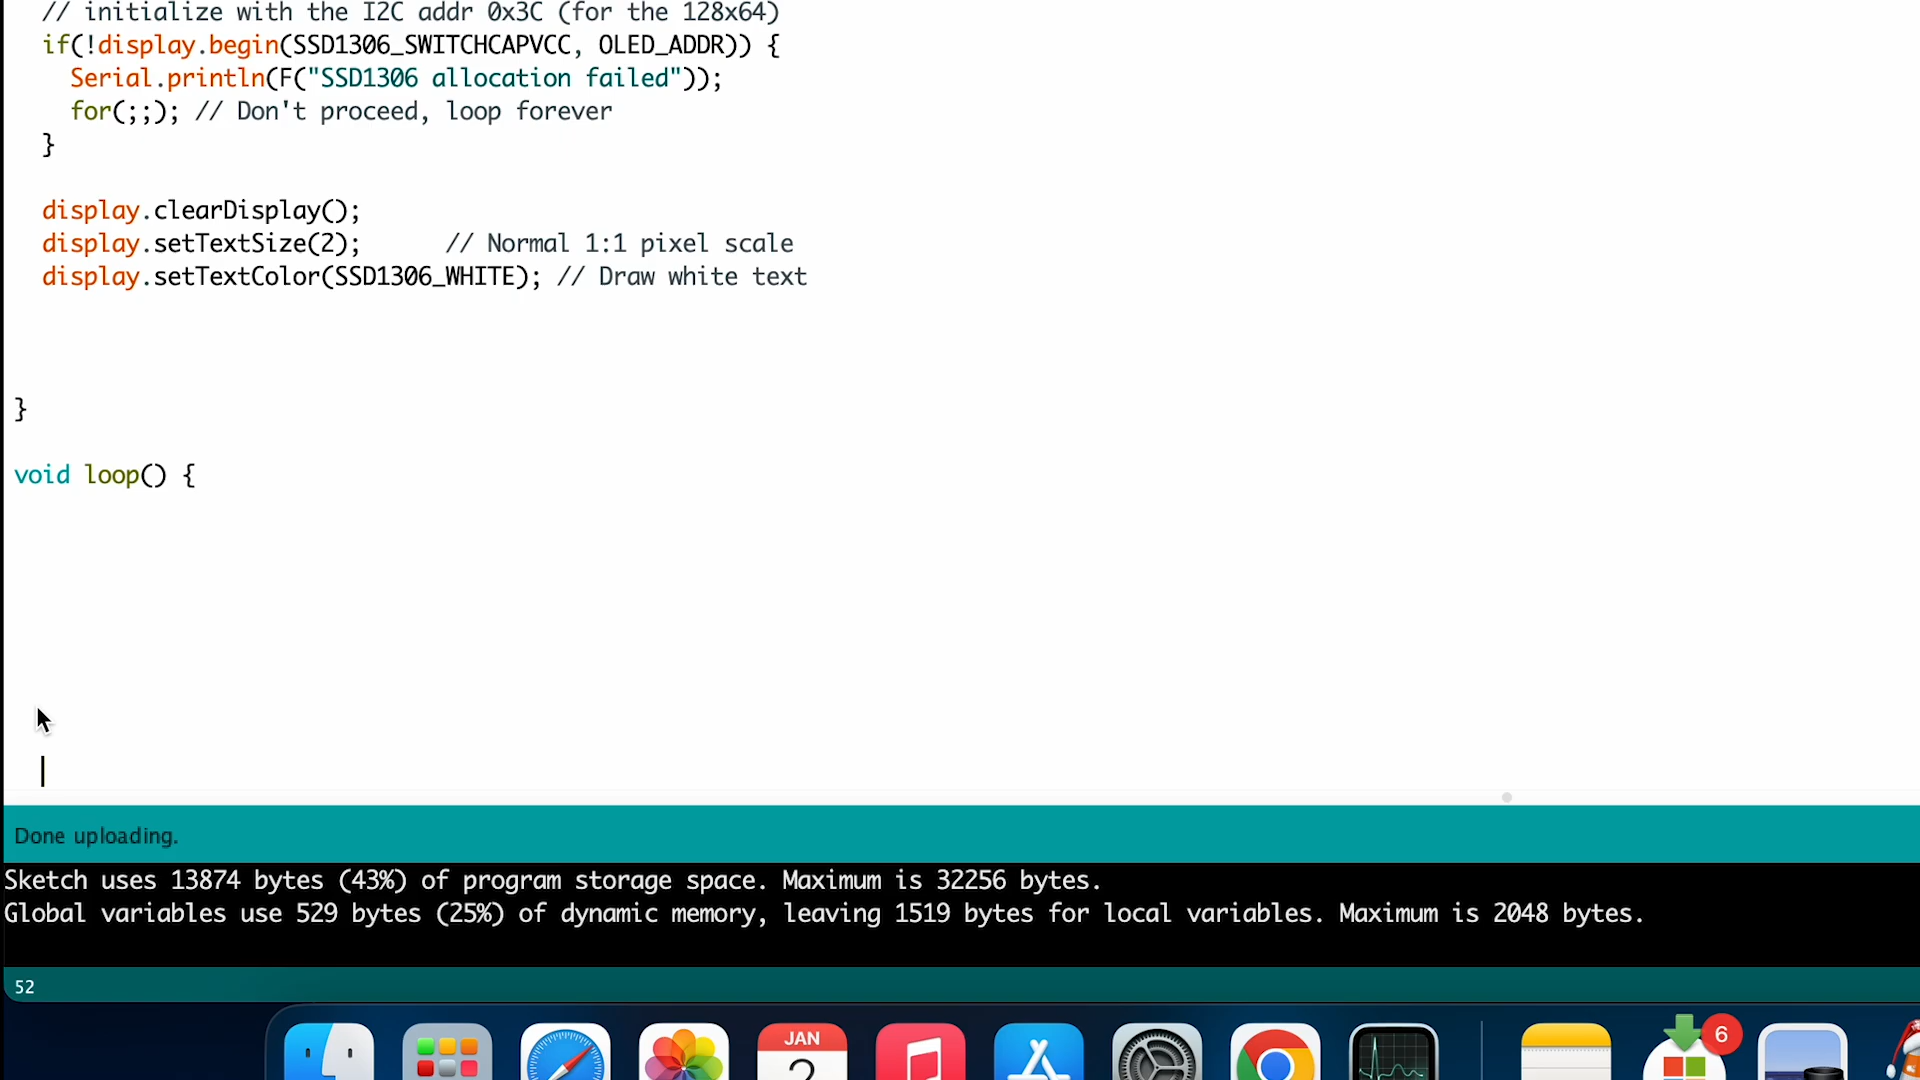 // initialize with the I2C addr 0x3C (for the 128x64)
if(!display.begin(SSD1306_SWITCHCAPVCC, OLED_ADDR)) {
Serial.println(F("SSD1306 allocation failed"));
for(;;); // Don't proceed, loop forever
}
display.clearDisplay();
display.setTextSize(2);      // Normal 1:1 pixel scale
display.setTextColor(SSD1306_WHITE); // Draw white text
}
void loop() {
Done uploading.
Sketch uses 13874 bytes (43%) of program storage space. Maximum is 32256 bytes.
Global variables use 529 bytes (25%) of dynamic memory, leaving 1519 bytes for local variables. Maximum is 2048 bytes.
52
JAN
2
6